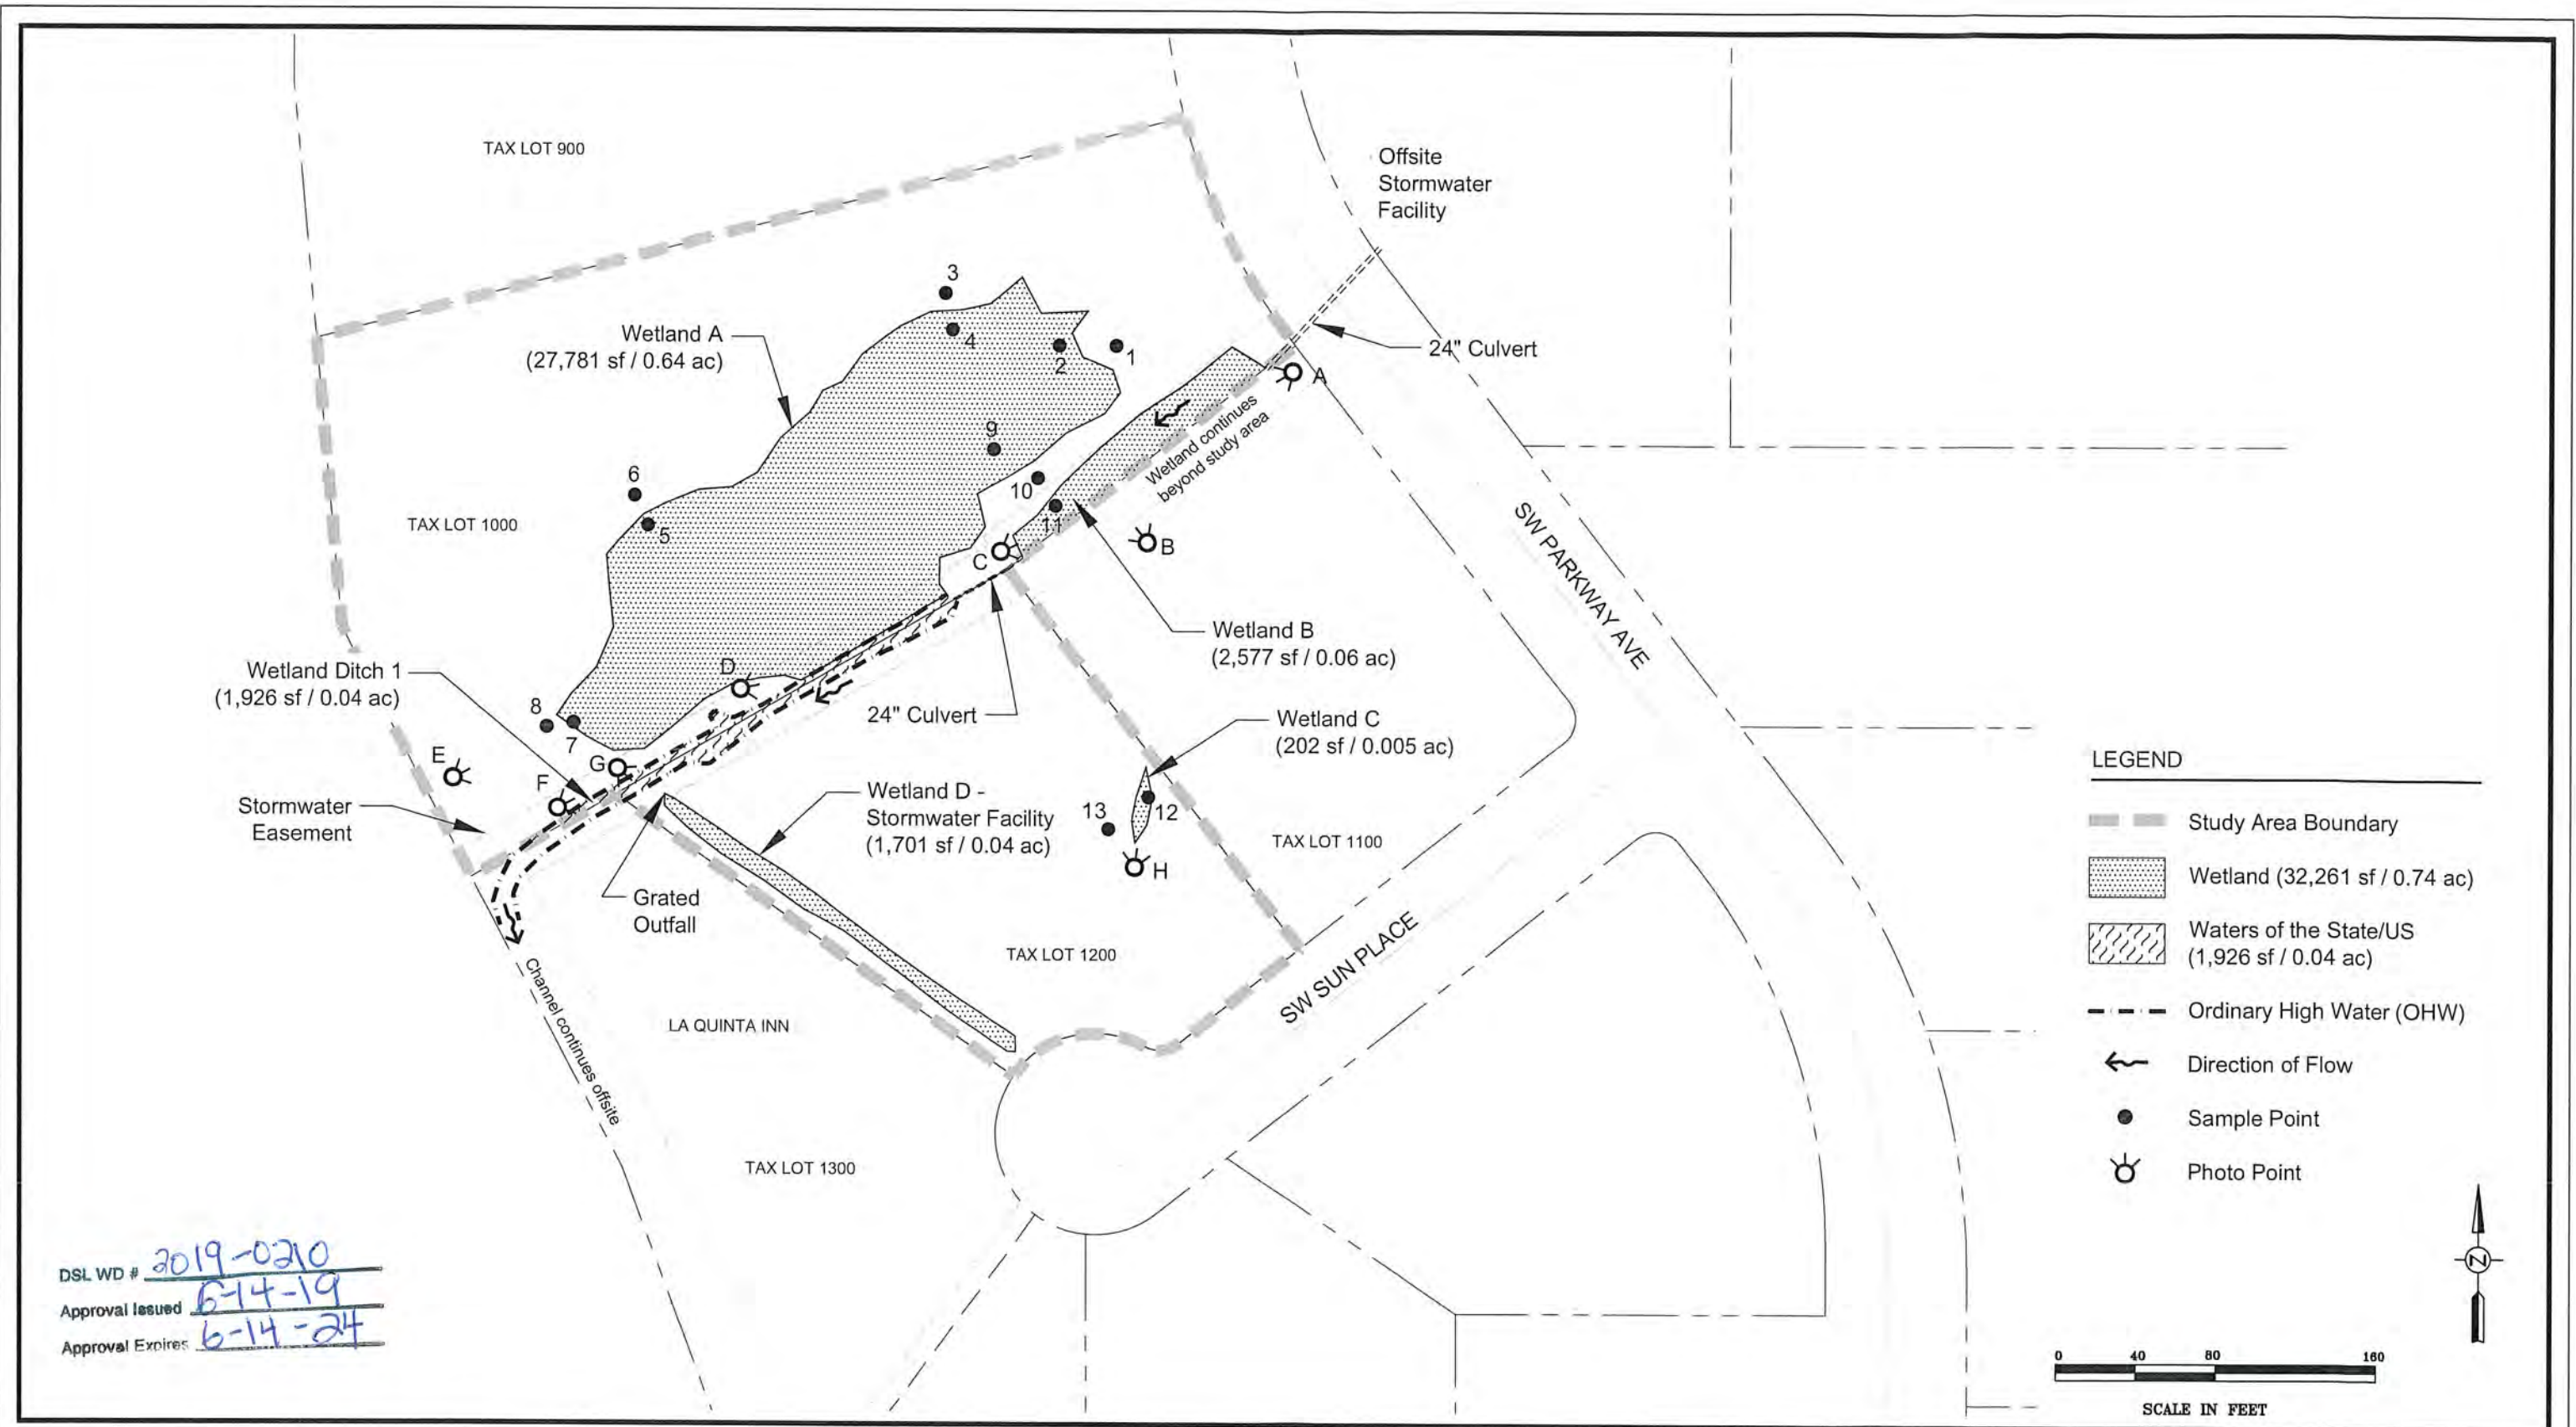 TAX LOT 900
Offsite
Stormwater
Facility
3
Wetland A
(27,781 sf / 0.64 ac)
4
2
1
24" Culvert
A
Wetland continues
beyond study area
9
6
10
TAX LOT 1000
5
11
SW PARKWAY AVE
C
B
Wetland B
(2,577 sf / 0.06 ac)
Wetland Ditch 1
(1,926 sf / 0.04 ac)
D
8
7
24" Culvert
Wetland C
(202 sf / 0.005 ac)
E
F
G
Stormwater
Easement
Wetland D -
Stormwater Facility
(1,701 sf / 0.04 ac)
13
12
TAX LOT 1100
H
Grated
Outfall
TAX LOT 1200
SW SUN PLACE
Channel continues offsite
LA QUINTA INN
TAX LOT 1300
LEGEND
Study Area Boundary
Wetland (32,261 sf / 0.74 ac)
Waters of the State/US
(1,926 sf / 0.04 ac)
Ordinary High Water (OHW)
Direction of Flow
Sample Point
Photo Point
DSL WD # 2019-0210
Approval Issued 6-14-19
Approval Expires 6-14-24
Z
0 40 80 160
SCALE IN FEET